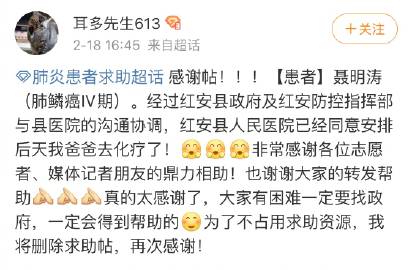 耳多先生613
2-18 16:45 来自超话
+关注
肺炎患者求助超话 感谢帖！！！【患者】聂明涛
（肺鳞癌Ⅳ期）。经过红安县政府及红安防控指挥部
与县医院的沟通协调，红安县人民医院已经同意安排
后天我爸爸去化疗了！🤗🤗🤗非常感谢各位志愿
者、媒体记者朋友的鼎力相助！也谢谢大家的转发帮
助🙏🙏🙏真的太感谢了，大家有困难一定要找政
府，一定会得到帮助的😊为了不占用求助资源，我
将删除求助帖，再次感谢！